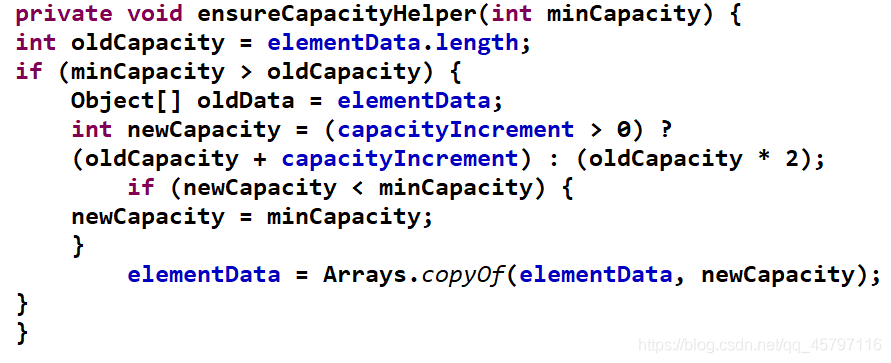 private void ensureCapacityHelper(int minCapacity) {
int oldCapacity = elementData.length;
if (minCapacity > oldCapacity) {
Object[] oldData = elementData;
int newCapacity = (capacityIncrement > 0) ?
(oldCapacity + capacityIncrement) : (oldCapacity * 2);
if (newCapacity < minCapacity) {
newCapacity = minCapacity;
}
elementData = Arrays.copyOf(elementData, newCapacity);
}
}
https://blog.csdn.net/qq_45797116